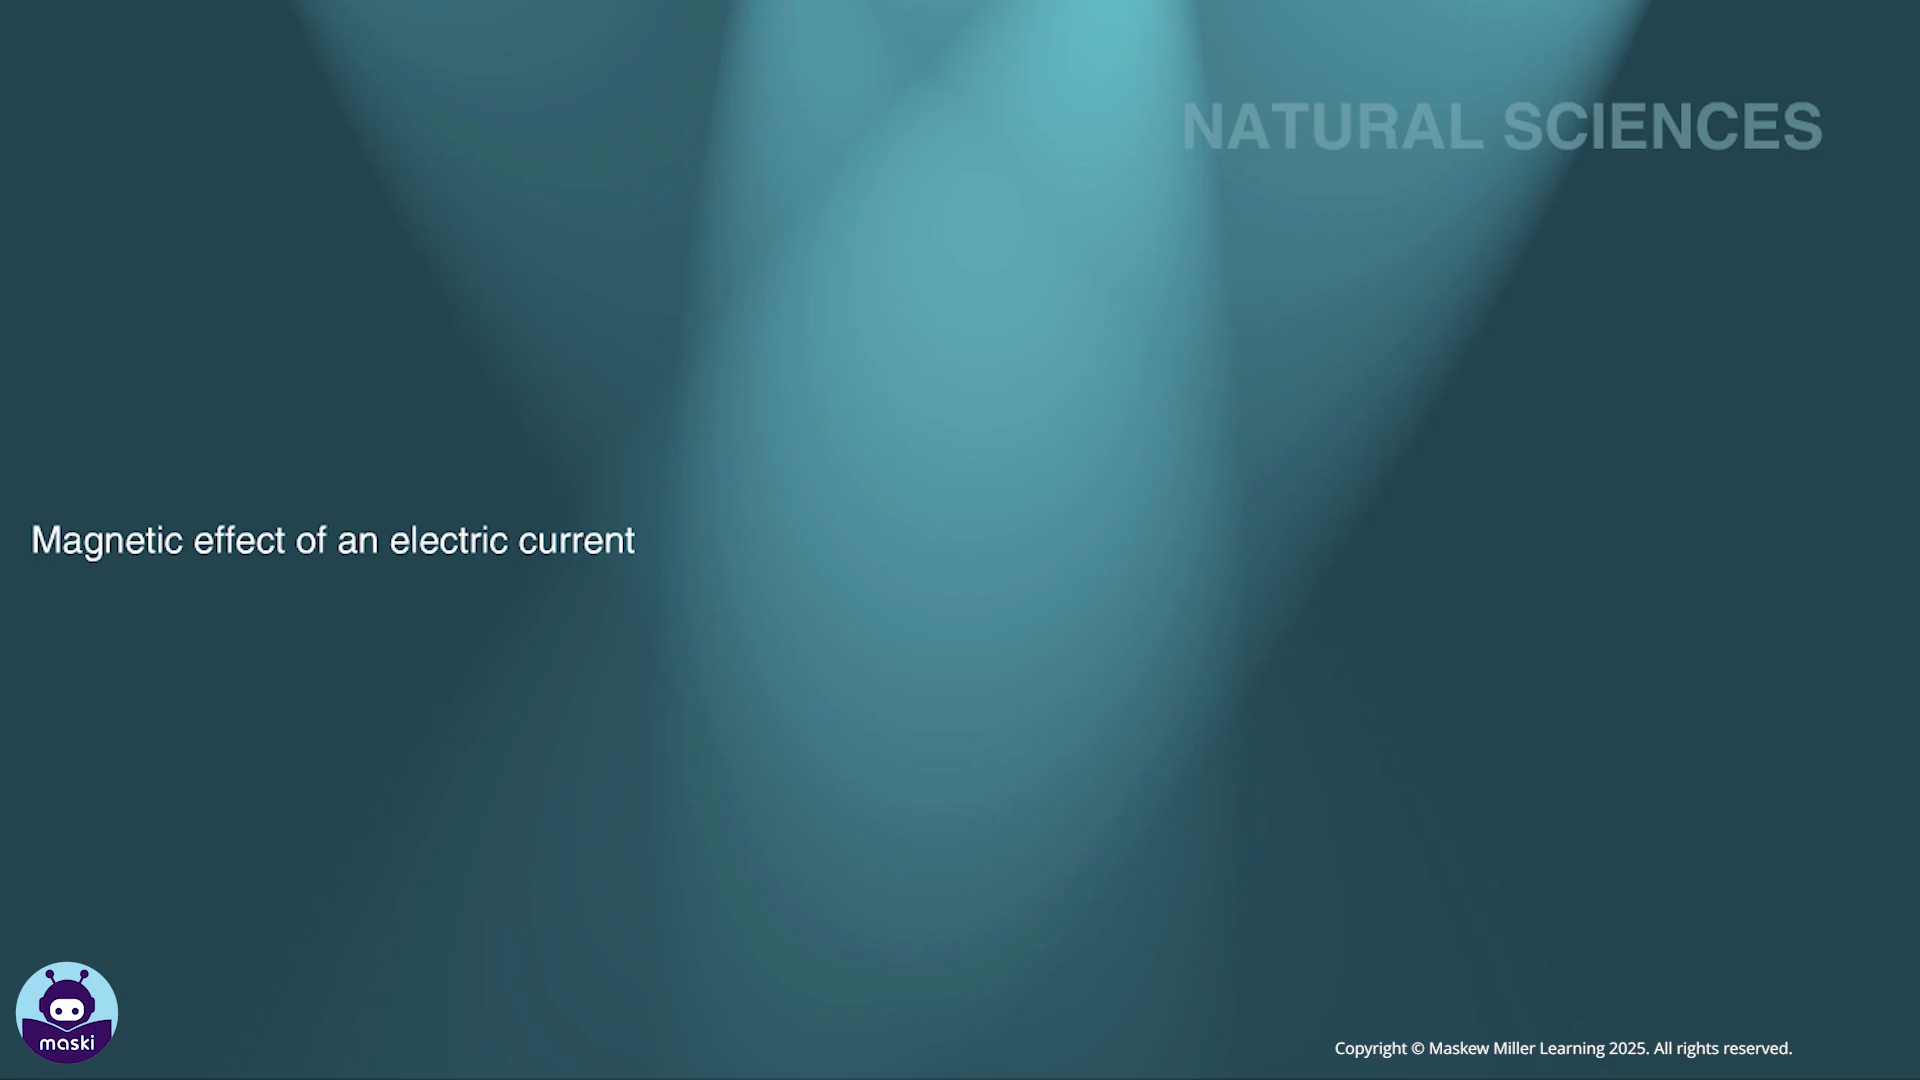 NATURAL SCIENCES
Magnetic effect of an electric current
maski
Copyright © Maskew Miller Learning 2025. All rights reserved.